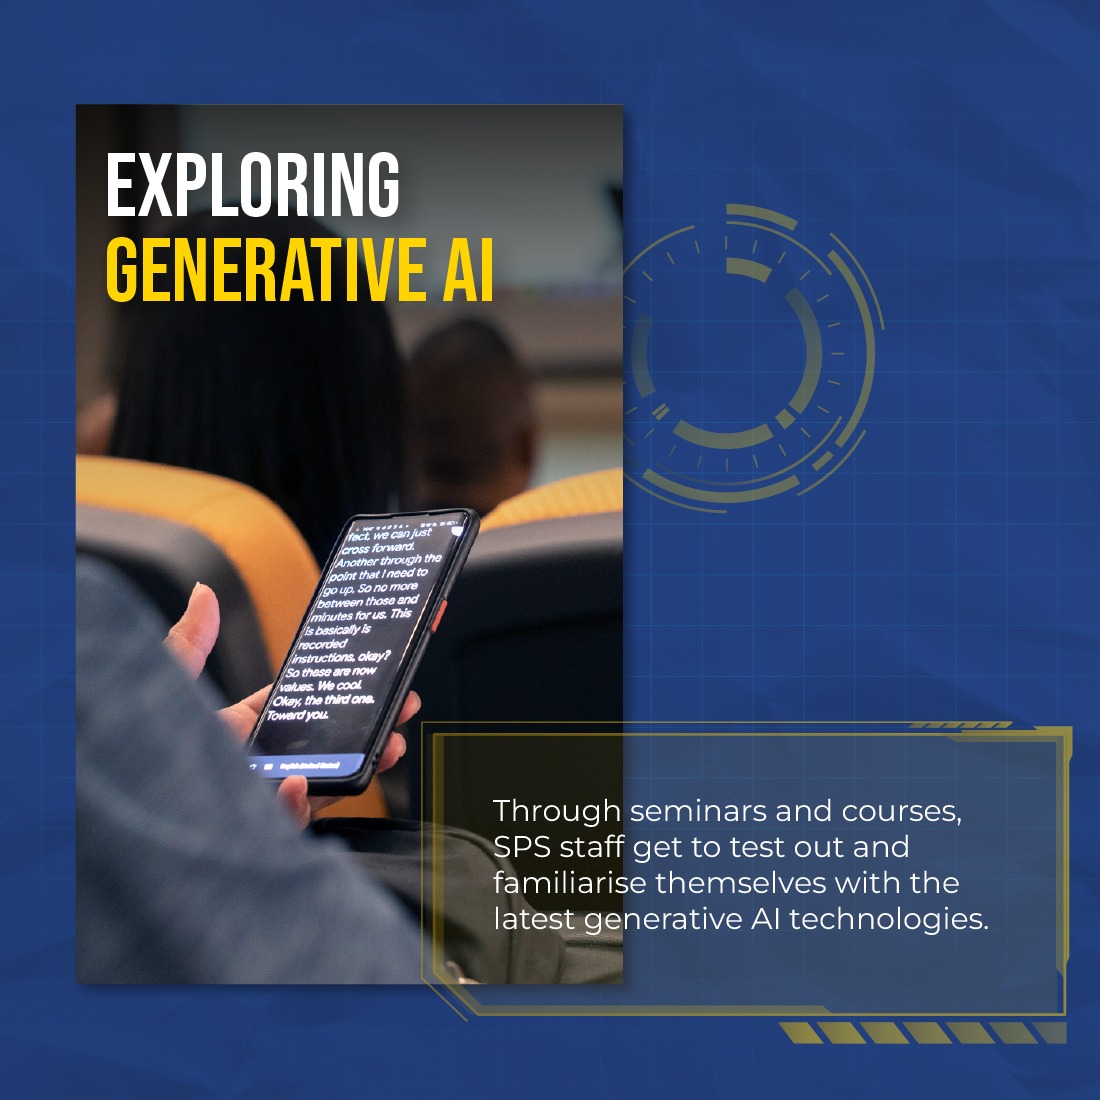 EXPLORING
GENERATIVE AI
fact, we can just
cross forward.
Another through the
point that I need to
go up. So no more
between those and
minutes for us. This
is basically is
recorded
instructions, okay?
So these are now
values. We cool.
Okay, the third one.
Toward you.
English (United States)
Through seminars and courses,
SPS staff get to test out and
familiarise themselves with the
latest generative AI technologies.